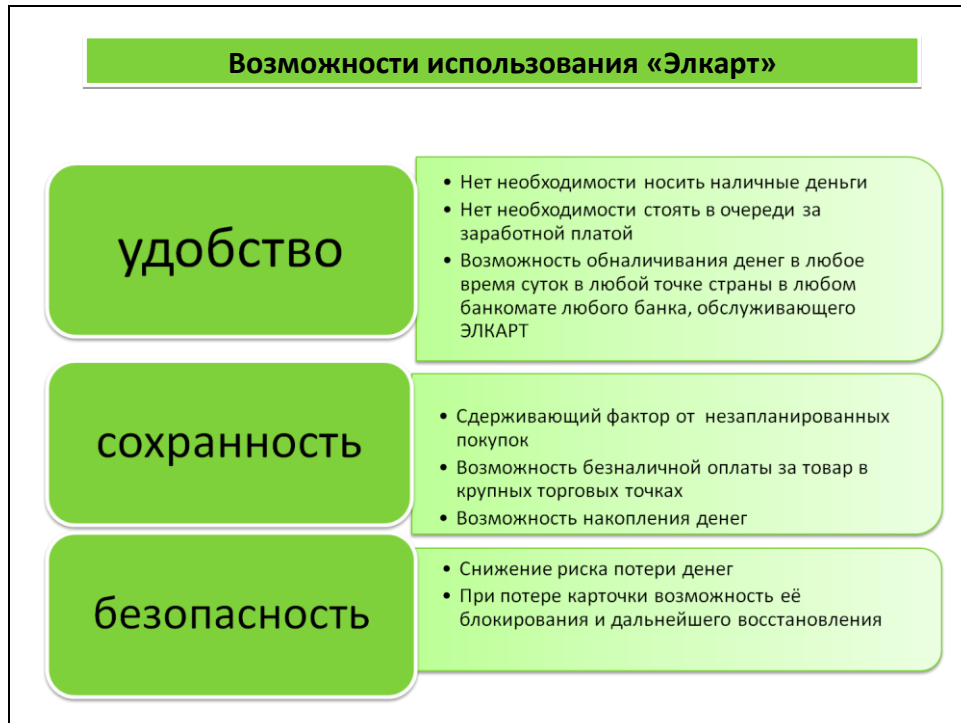 Возможности использования «Элкарт»
удобство
• Нет необходимости носить наличные деньги
• Нет необходимости стоять в очереди за
заработной платой
• Возможность обналичивания денег в любое
время суток в любой точке страны в любом
банкомате любого банка, обслуживающего
ЭЛКАРТ
сохранность
• Сдерживающий фактор от незапланированных
покупок
• Возможность безналичной оплаты за товар в
крупных торговых точках
• Возможность накопления денег
безопасность
• Снижение риска потери денег
• При потере карточки возможность её
блокирования и дальнейшего восстановления